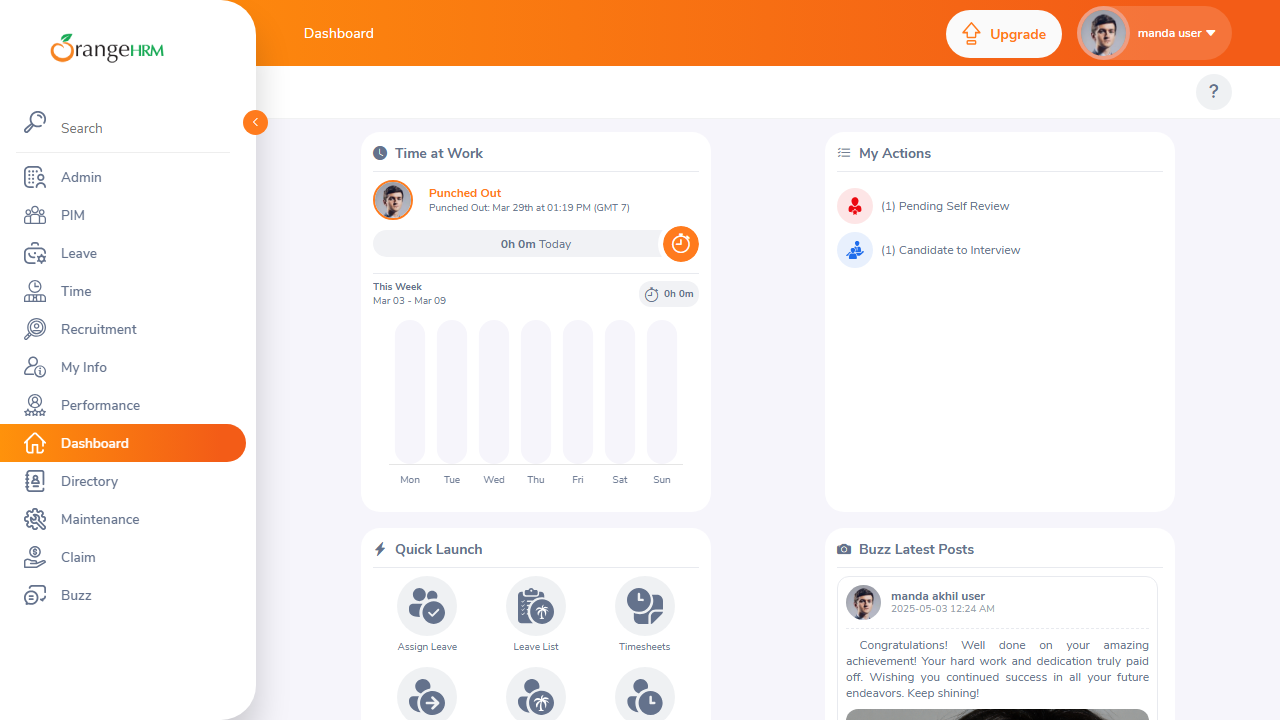 OrangeHRM
Dashboard
Upgrade
manda user
?
Search
Admin
PIM
Leave
Time
Recruitment
My Info
Performance
Dashboard
Directory
Maintenance
Claim
Buzz
Time at Work
Punched Out
Punched Out: Mar 29th at 01:19 PM (GMT 7)
0h 0m Today
This Week
Mar 03 - Mar 09
0h 0m
Mon Tue Wed Thu Fri Sat Sun
My Actions
(1) Pending Self Review
(1) Candidate to Interview
Quick Launch
Assign Leave
Leave List
Timesheets
Buzz Latest Posts
manda akhil user
2025-05-03 12:24 AM
Congratulations! Well done on your amazing
achievement! Your hard work and dedication truly paid
off. Wishing you continued success in all your future
endeavors. Keep shining!